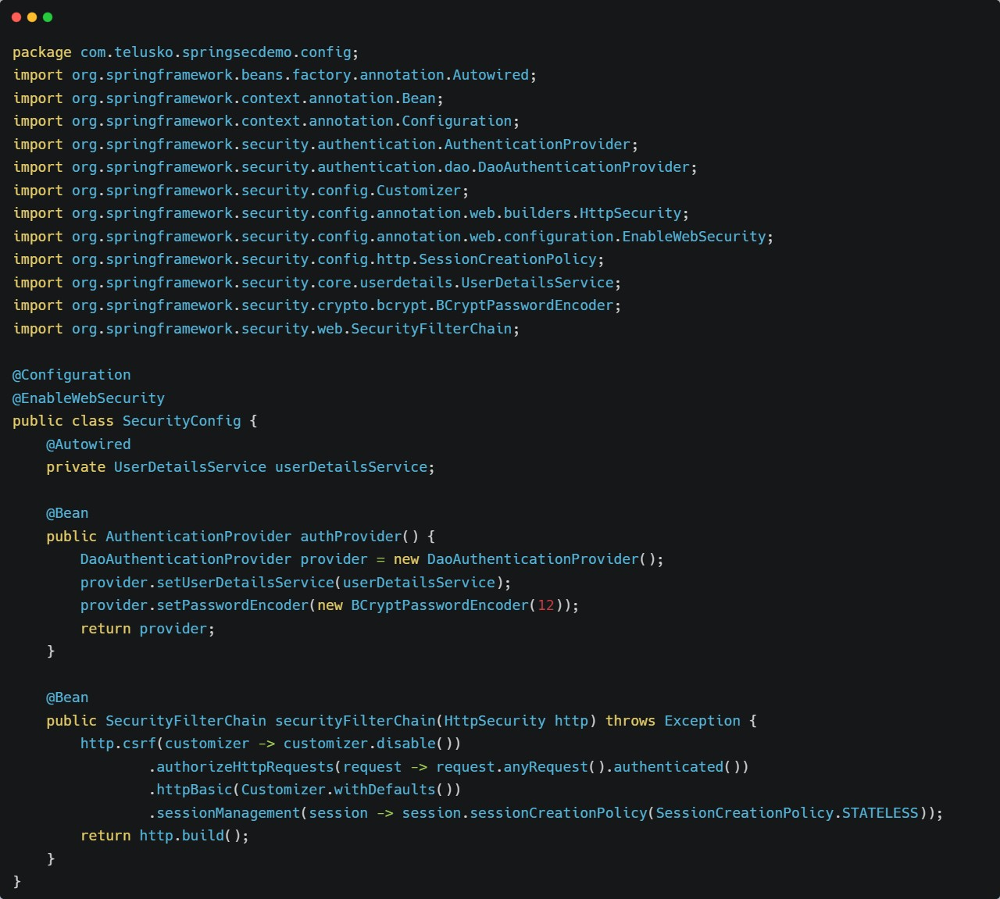 package com.telusko.springsecdemo.config;
import org.springframework.beans.factory.annotation.Autowired;
import org.springframework.context.annotation.Bean;
import org.springframework.context.annotation.Configuration;
import org.springframework.security.authentication.AuthenticationProvider;
import org.springframework.security.authentication.dao.DaoAuthenticationProvider;
import org.springframework.security.config.Customizer;
import org.springframework.security.config.annotation.web.builders.HttpSecurity;
import org.springframework.security.config.annotation.web.configuration.EnableWebSecurity;
import org.springframework.security.config.http.SessionCreationPolicy;
import org.springframework.security.core.userdetails.UserDetailsService;
import org.springframework.security.crypto.bcrypt.BCryptPasswordEncoder;
import org.springframework.security.web.SecurityFilterChain;

@Configuration
@EnableWebSecurity
public class SecurityConfig {
    @Autowired
    private UserDetailsService userDetailsService;

    @Bean
    public AuthenticationProvider authProvider() {
        DaoAuthenticationProvider provider = new DaoAuthenticationProvider();
        provider.setUserDetailsService(userDetailsService);
        provider.setPasswordEncoder(new BCryptPasswordEncoder(12));
        return provider;
    }

    @Bean
    public SecurityFilterChain securityFilterChain(HttpSecurity http) throws Exception {
        http.csrf(customizer -> customizer.disable())
                .authorizeHttpRequests(request -> request.anyRequest().authenticated())
                .httpBasic(Customizer.withDefaults())
                .sessionManagement(session -> session.sessionCreationPolicy(SessionCreationPolicy.STATELESS));
        return http.build();
    }
}